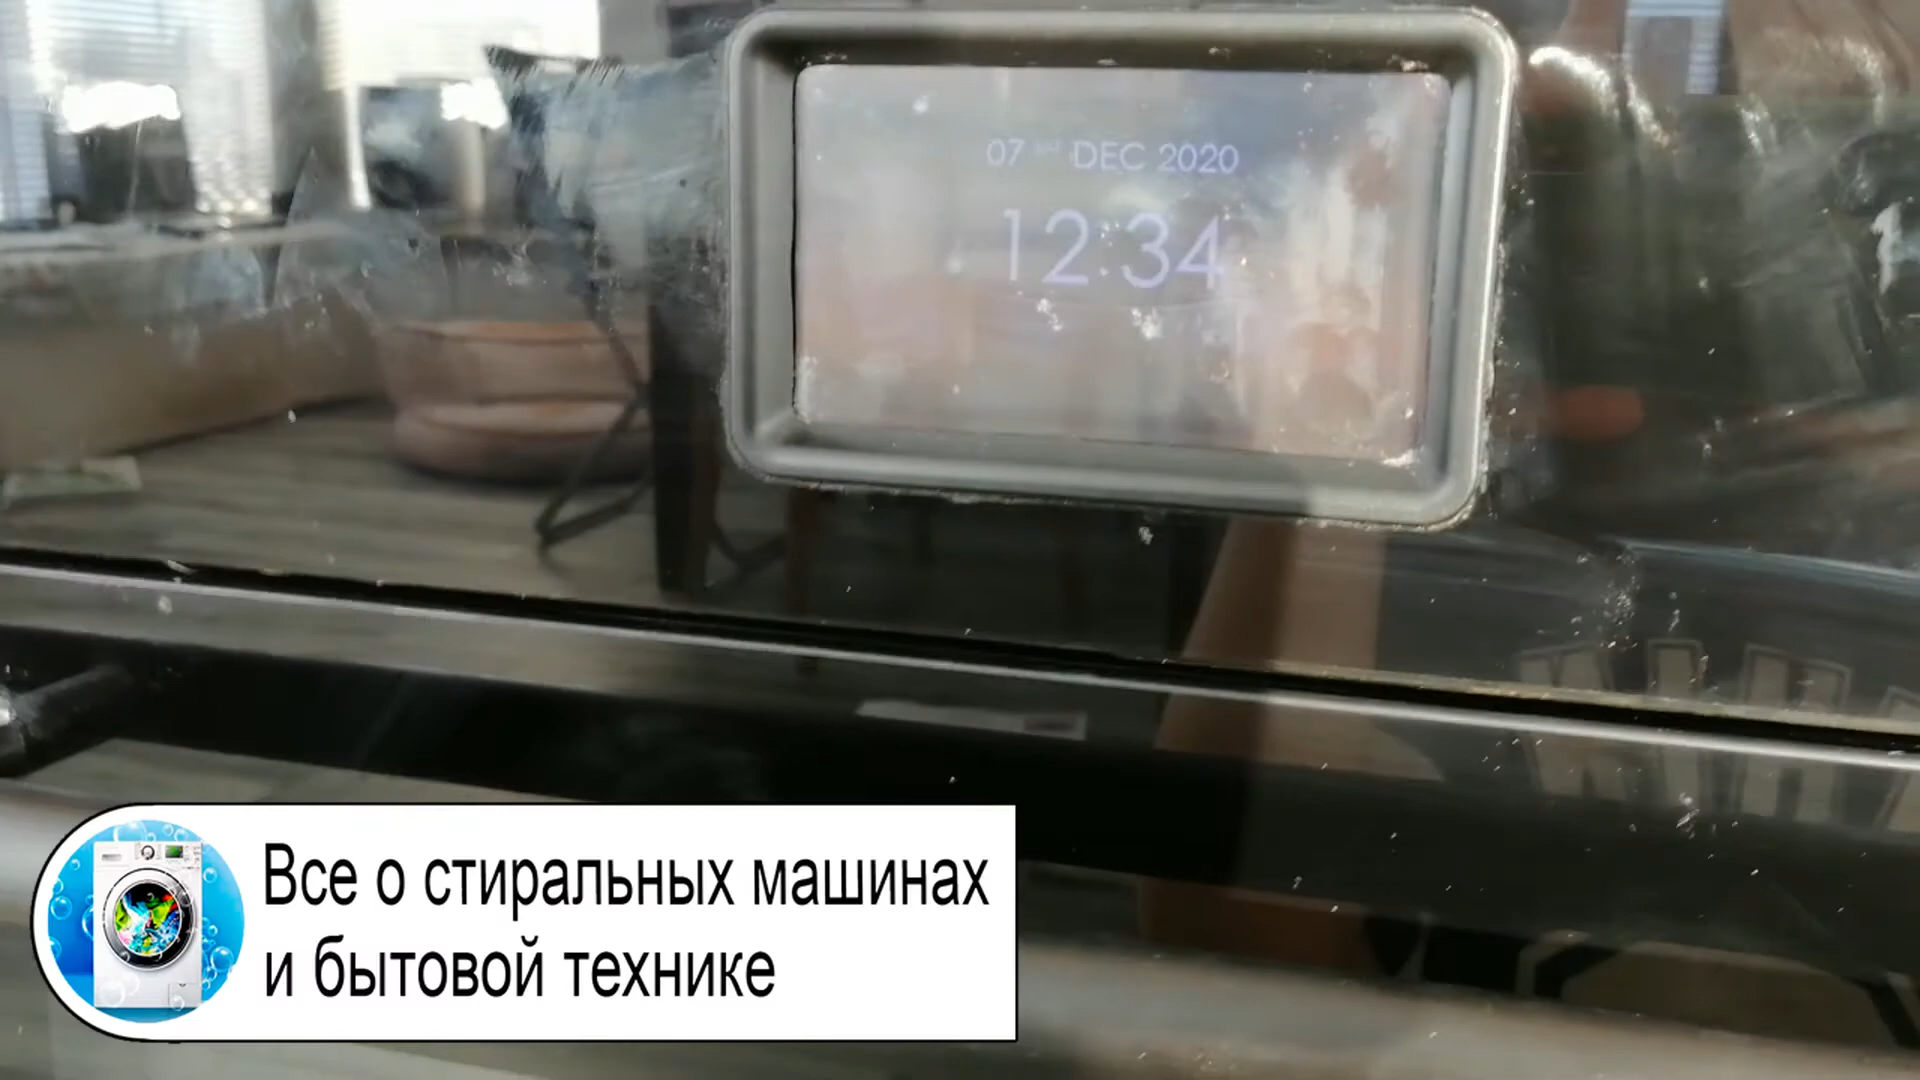 07 DEC 2020
12:34
Все о стиральных машинах
и бытовой технике